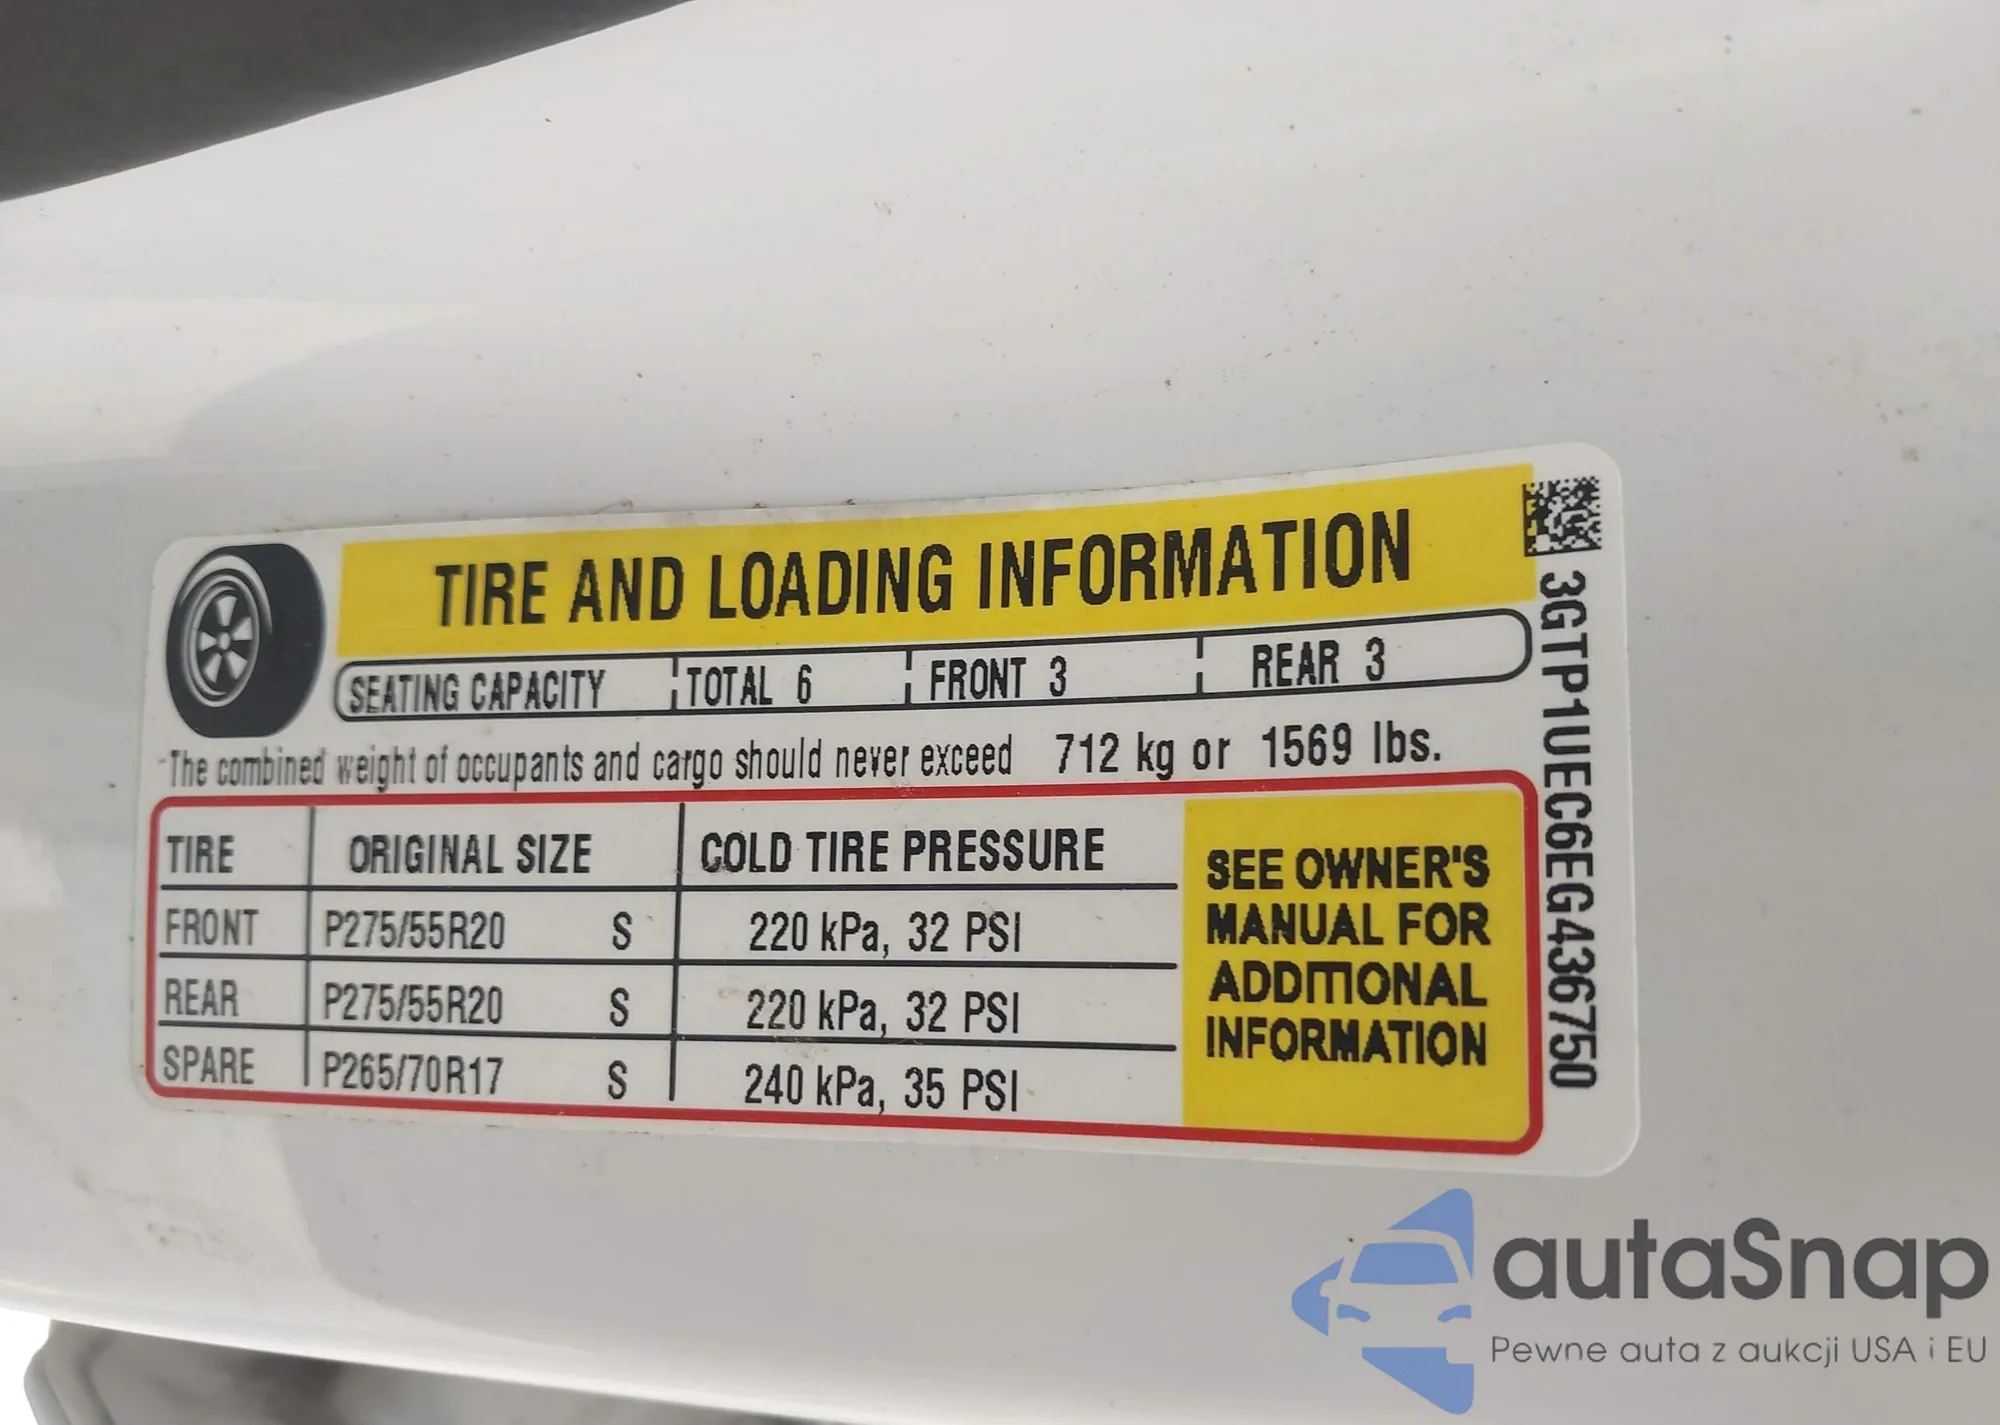 TIRE AND LOADING INFORMATION
SEATING CAPACITY TOTAL 6 FRONT 3 REAR 3
The combined weight of occupants and cargo should never exceed 712 kg or 1569 lbs.
TIRE ORIGINAL SIZE COLD TIRE PRESSURE
FRONT P275/55R20 S 220 kPa, 32 PSI
REAR P275/55R20 S 220 kPa, 32 PSI
SPARE P265/70R17 S 240 kPa, 35 PSI
SEE OWNER'S
MANUAL FOR
ADDITIONAL
INFORMATION
3GTP1UEC6EG436750
autaSnap
Pewne auta z aukcji USA i EU